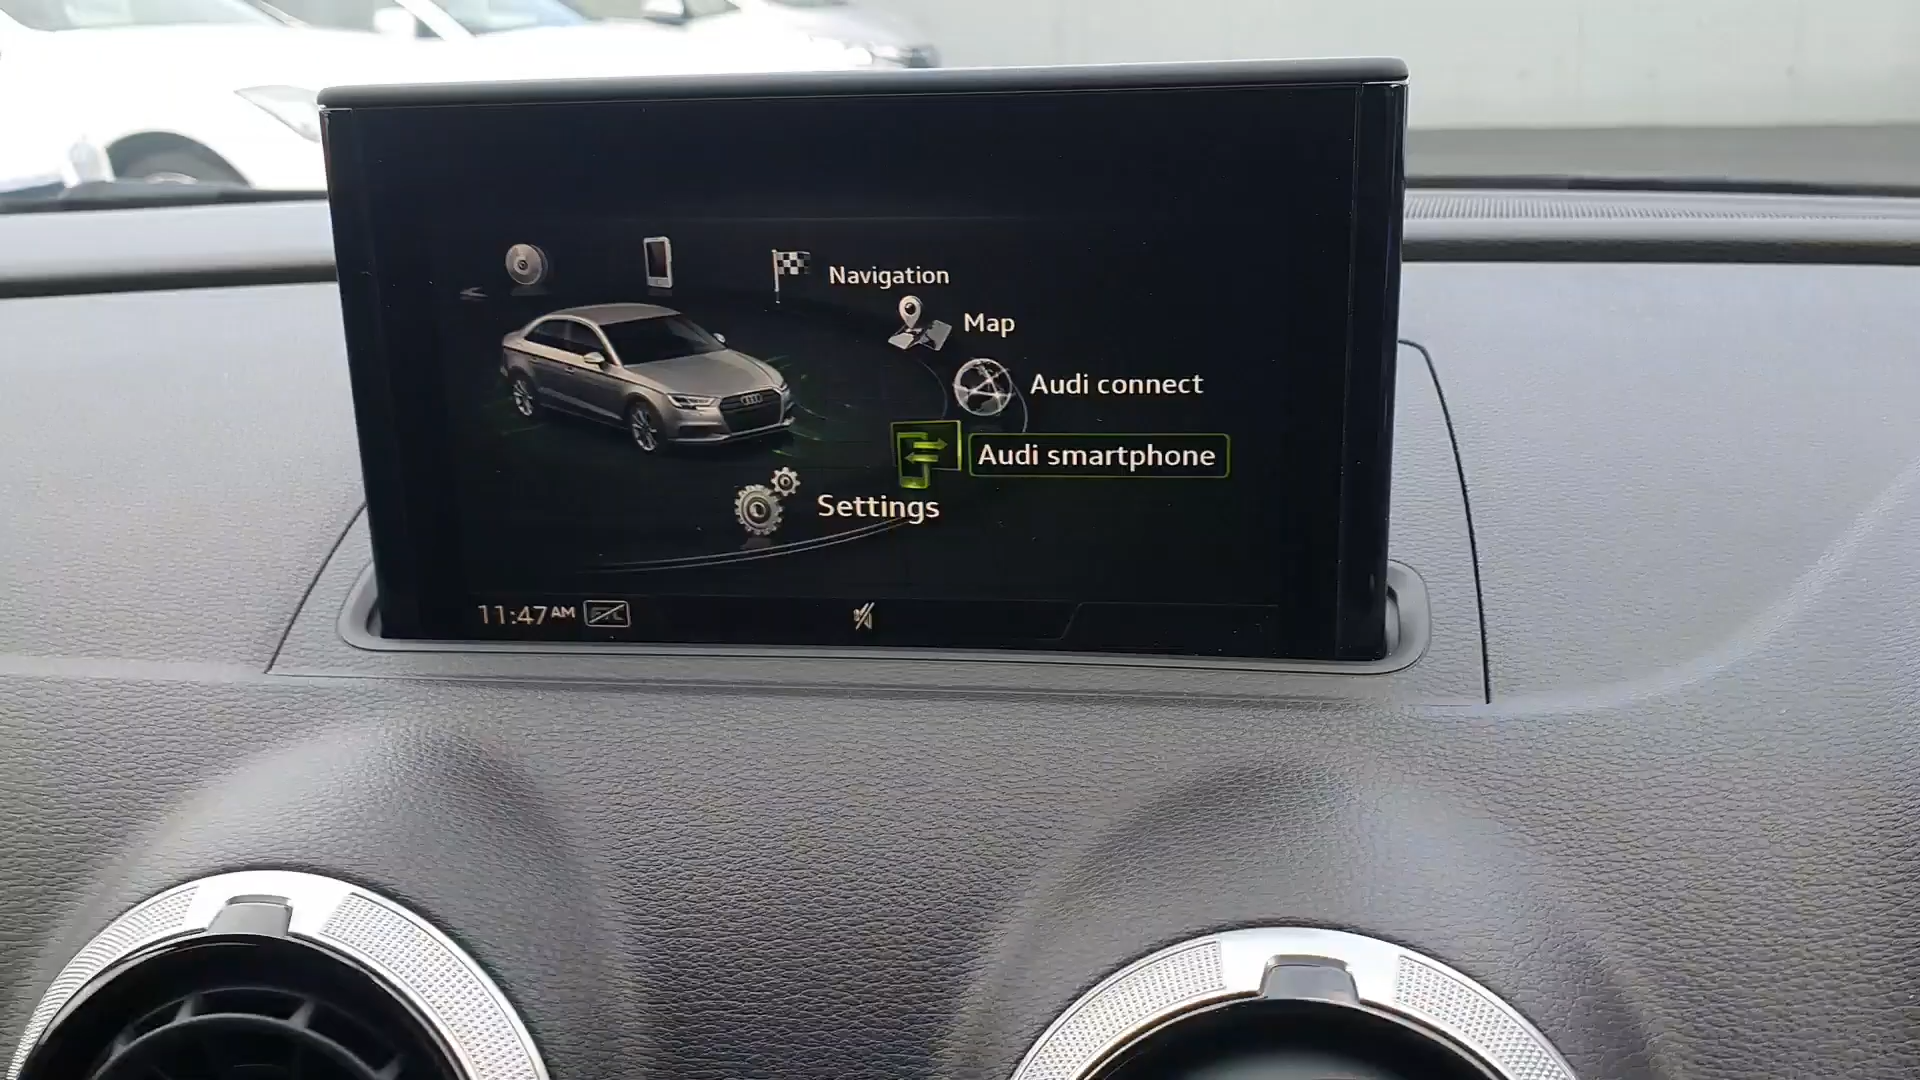 Navigation
Map
Audi connect
Audi smartphone
Settings
11:47 AM